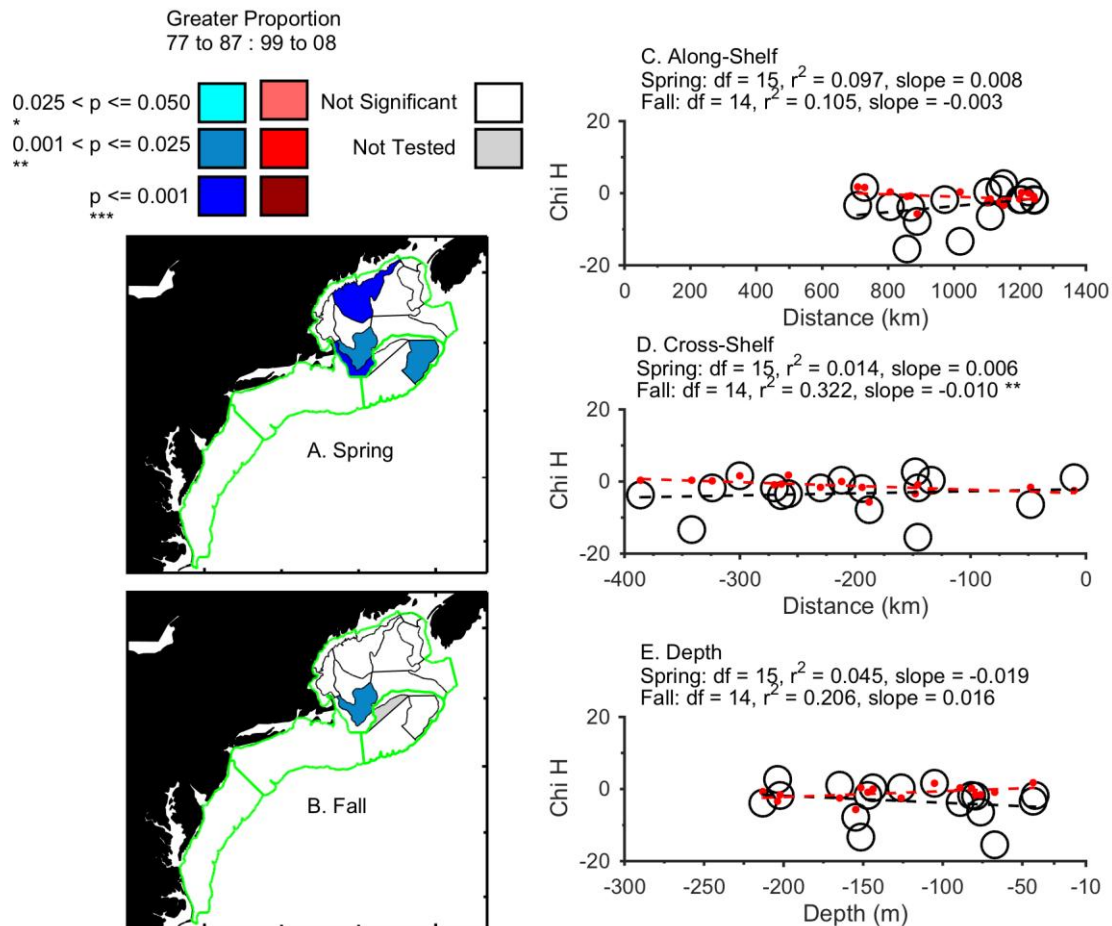 Greater Proportion
77 to 87 : 99 to 08
0.025 < p <= 0.050
*
0.001 < p <= 0.025
**
p <= 0.001
***
Not Significant
Not Tested
A. Spring
B. Fall
C. Along-Shelf
Spring: df = 15, r² = 0.097, slope = 0.008
Fall: df = 14, r² = 0.105, slope = -0.003
20
0
-20
Chi H
0 200 400 600 800 1000 1200 1400
Distance (km)
D. Cross-Shelf
Spring: df = 15, r² = 0.014, slope = 0.006
Fall: df = 14, r² = 0.322, slope = -0.010 **
20
0
-20
Chi H
-400 -300 -200 -100 0
Distance (km)
E. Depth
Spring: df = 15, r² = 0.045, slope = -0.019
Fall: df = 14, r² = 0.206, slope = 0.016
20
0
-20
Chi H
-300 -250 -200 -150 -100 -50 -10
Depth (m)